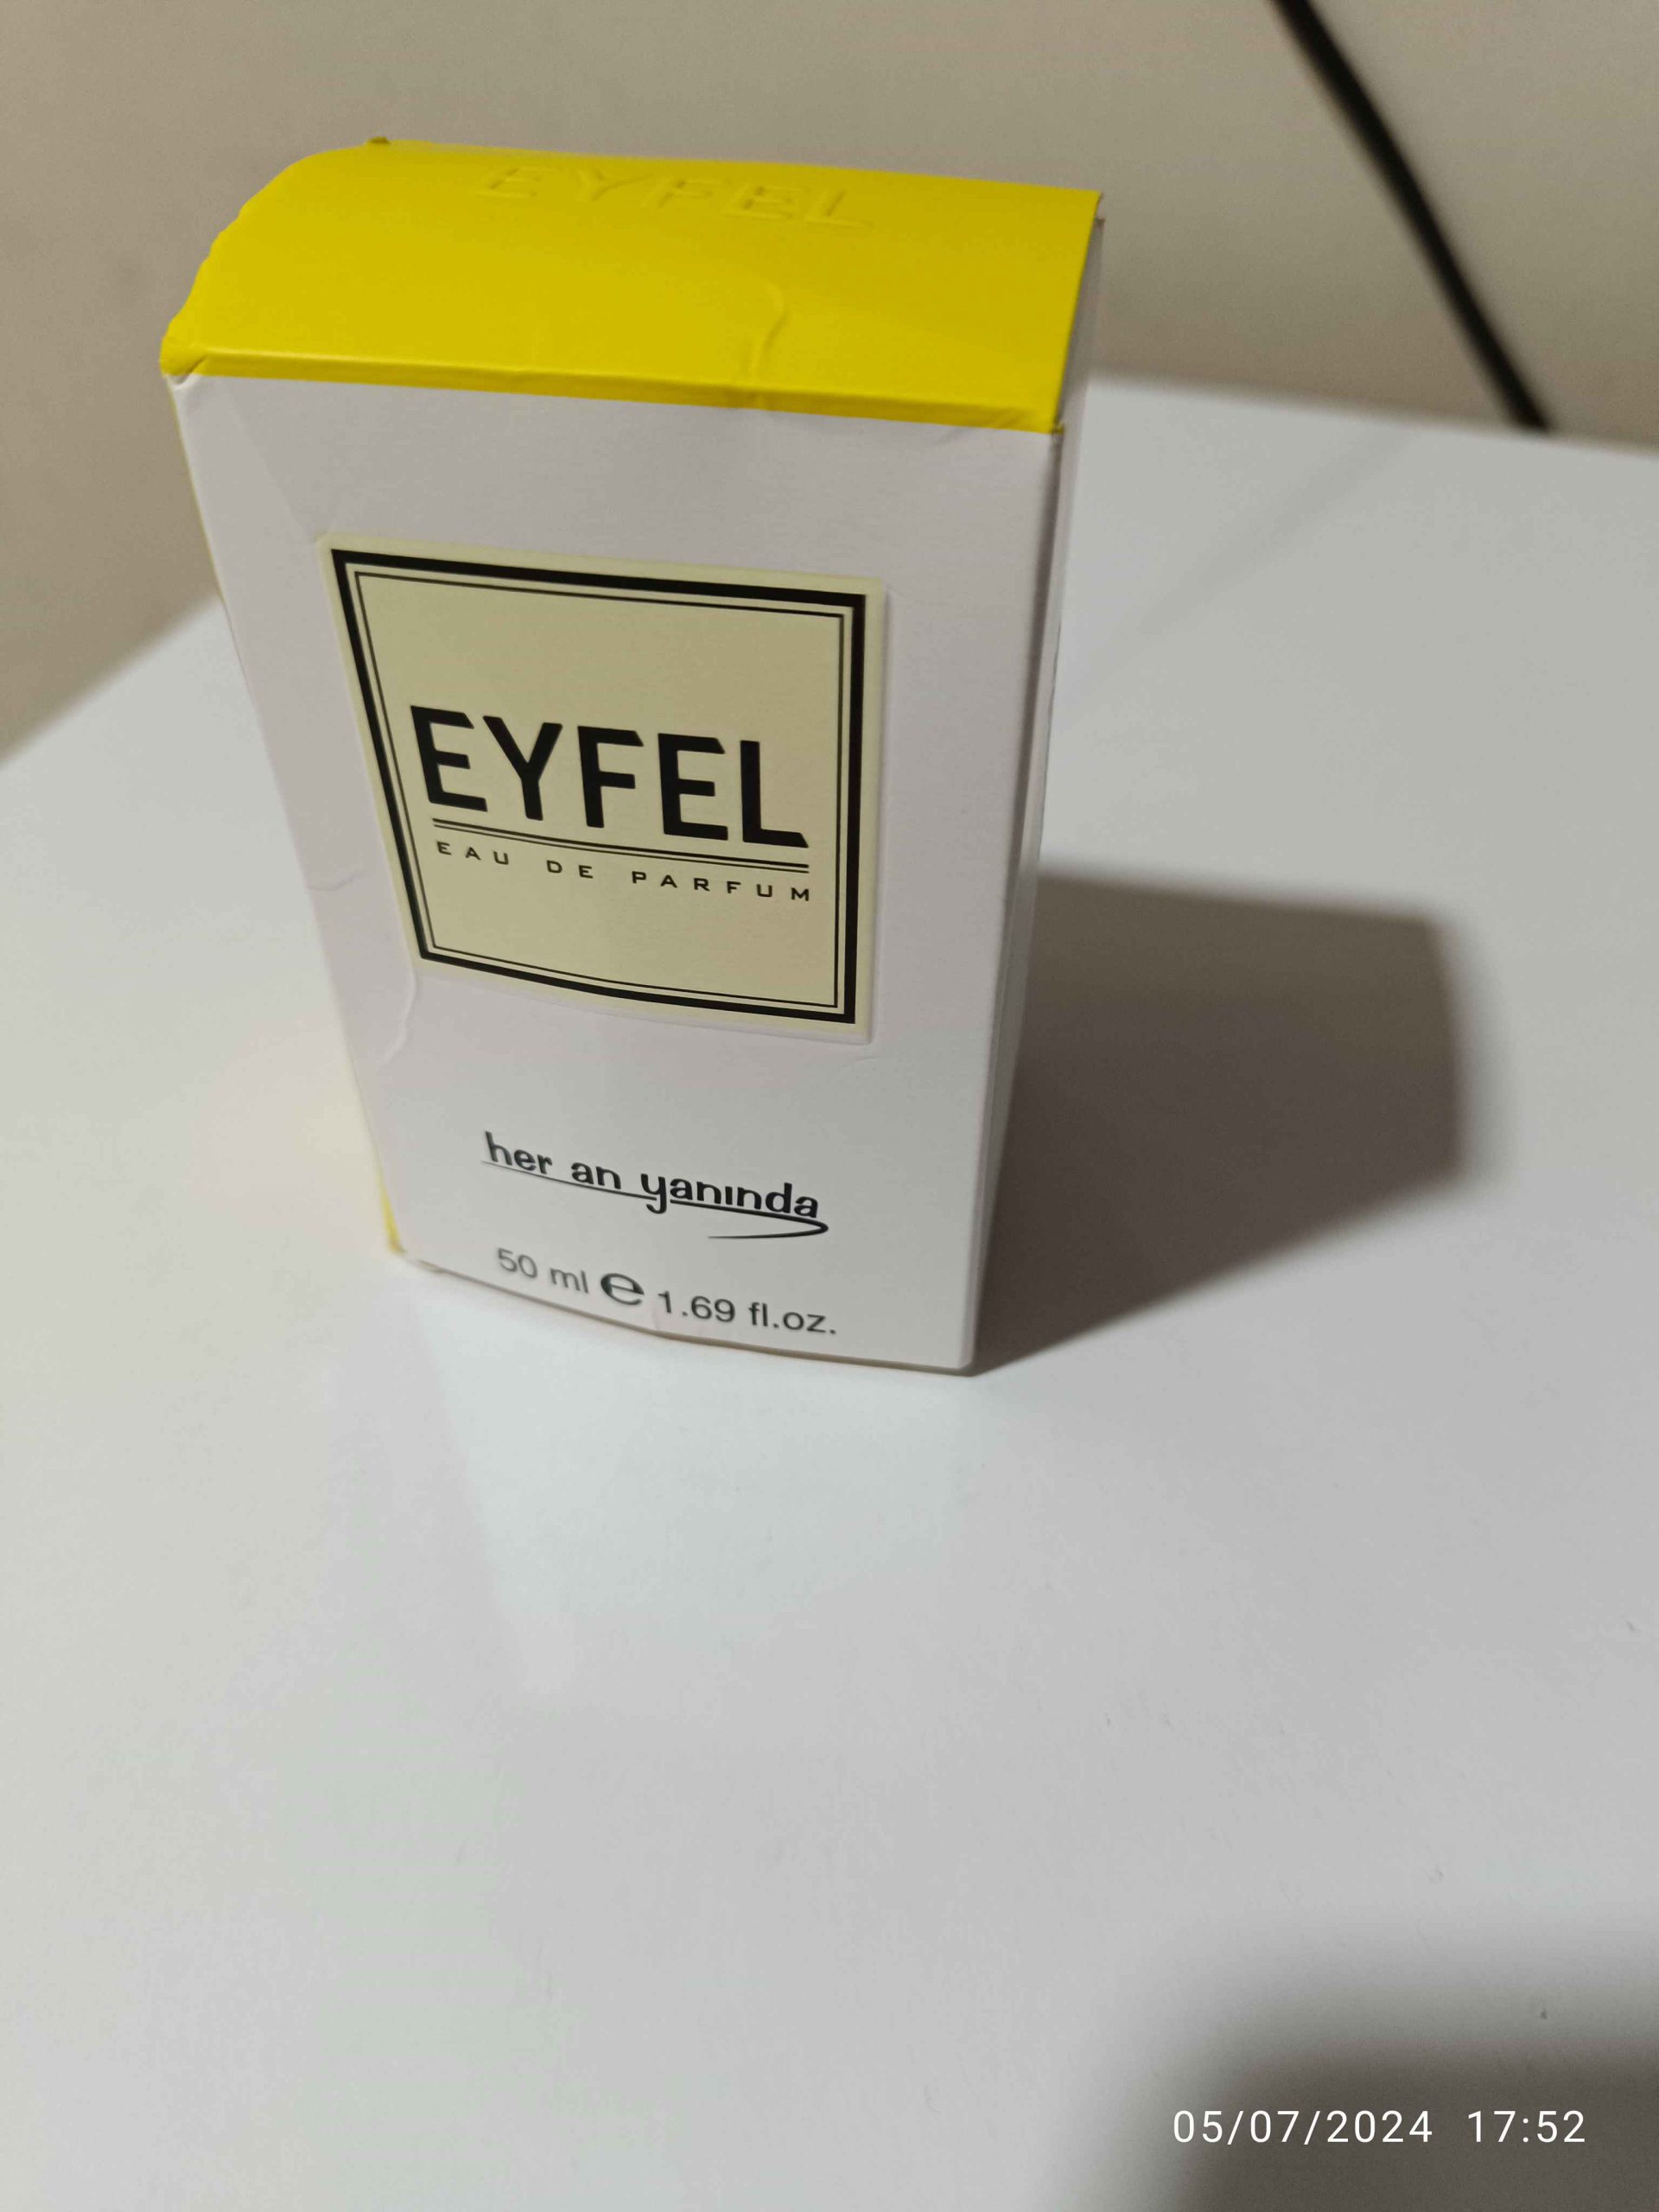 EYFEL
EYFEL
EAU DE PARFUM
her an yanında
50 ml ℮ 1.69 fl.oz.
05/07/2024 17:52